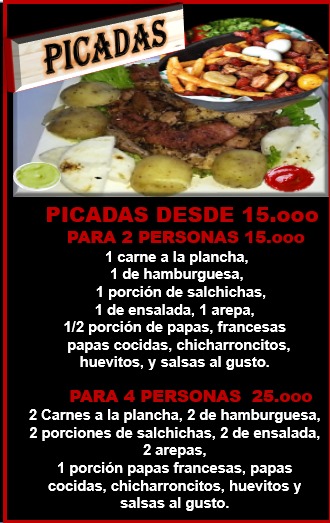 PICADAS
PICADAS DESDE 15.ooo
PARA 2 PERSONAS 15.ooo
1 carne a la plancha,
1 de hamburguesa,
1 porción de salchichas,
1 de ensalada, 1 arepa,
1/2 porción de papas, francesas
papas cocidas, chicharroncitos,
huevitos, y salsas al gusto.
PARA 4 PERSONAS 25.ooo
2 Carnes a la plancha, 2 de hamburguesa,
2 porciones de salchichas, 2 de ensalada,
2 arepas,
1 porción papas francesas, papas
cocidas, chicharroncitos, huevitos y
salsas al gusto.